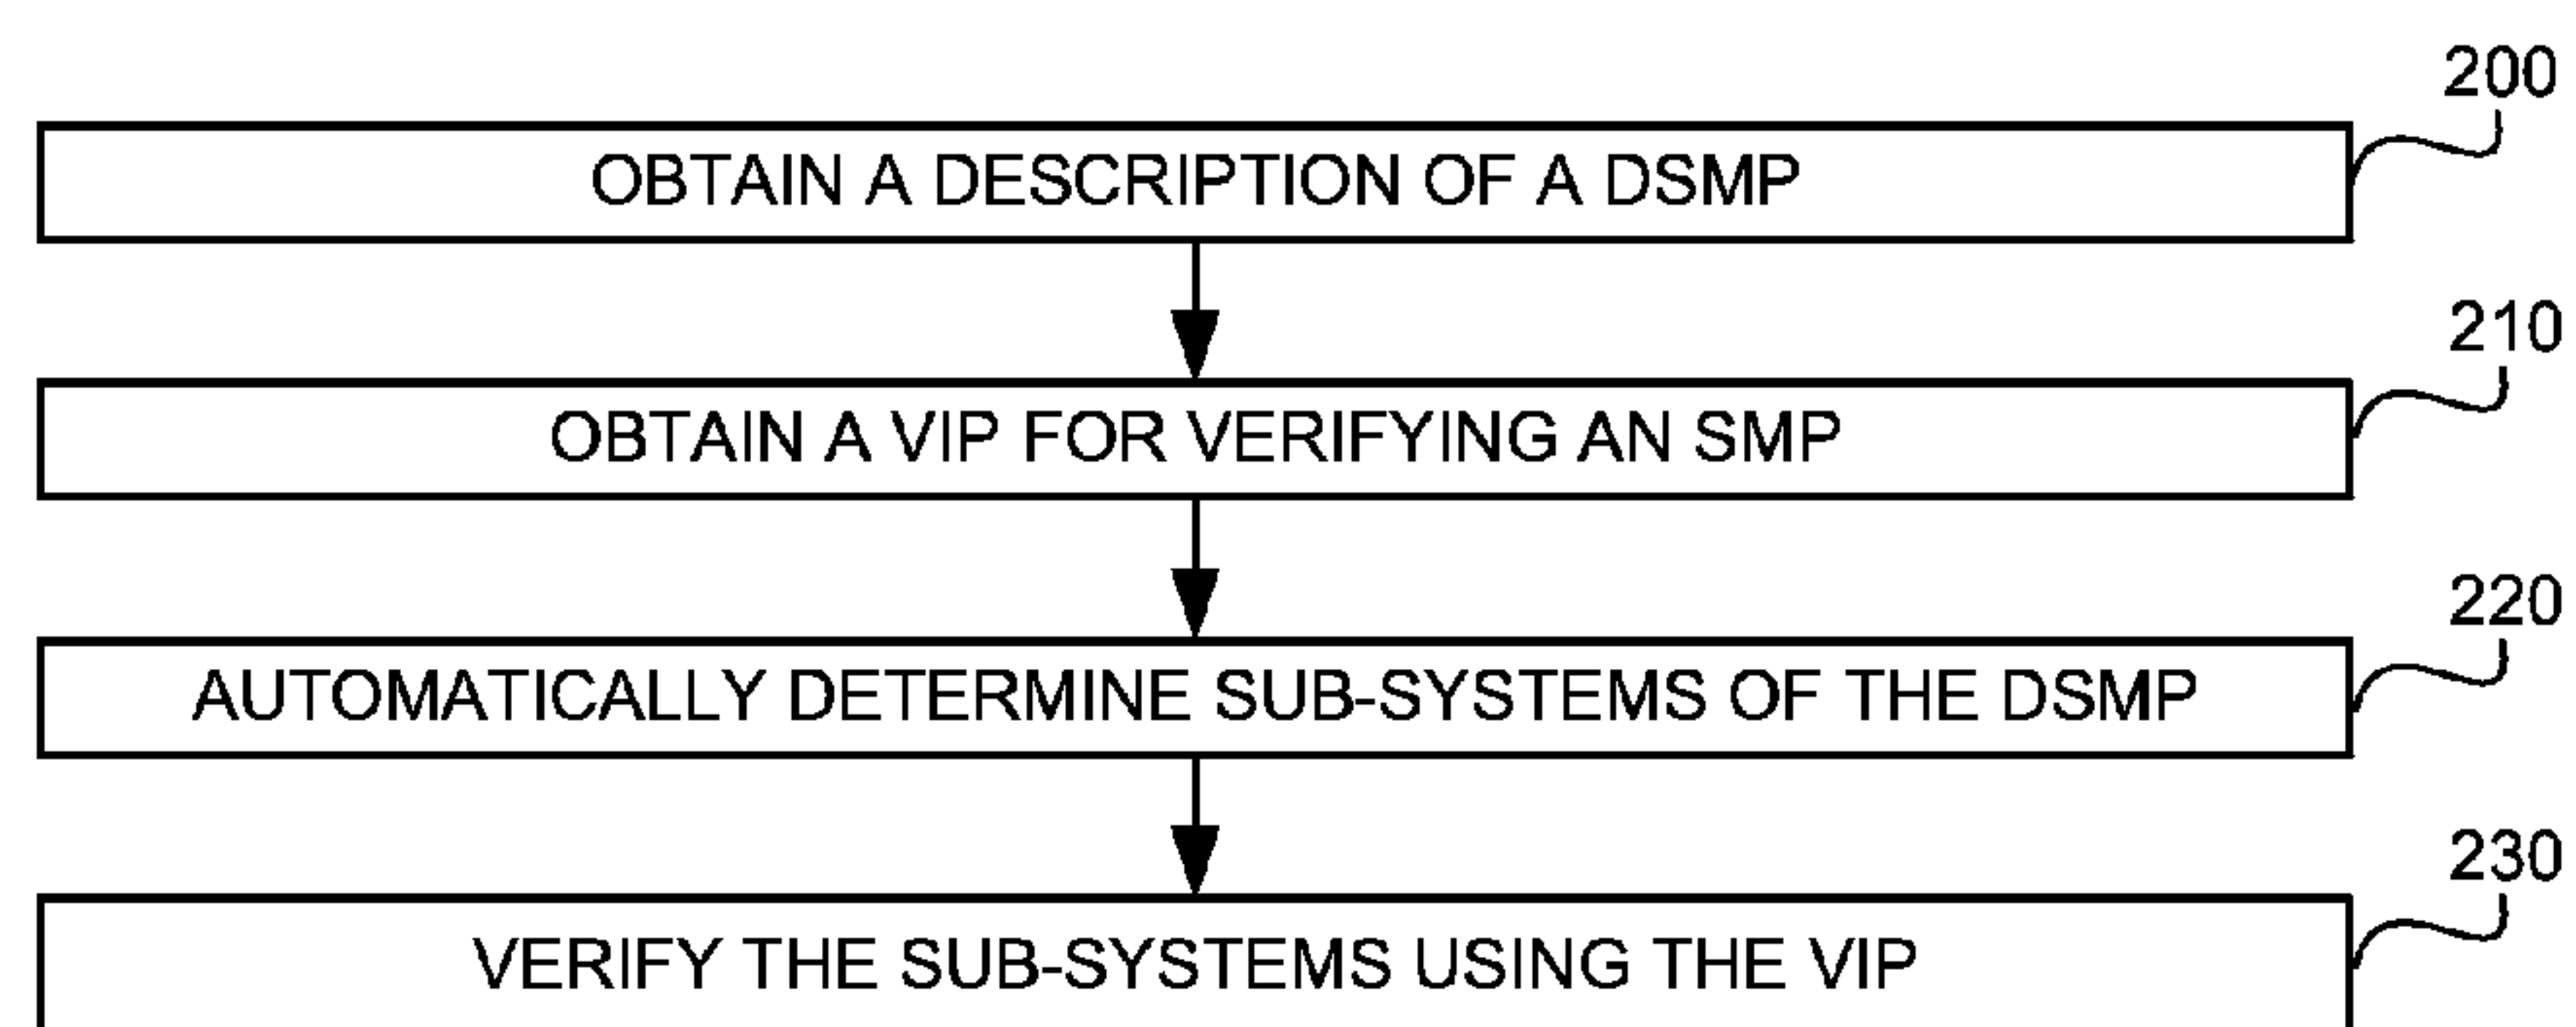 200
OBTAIN A DESCRIPTION OF A DSMP
210
OBTAIN A VIP FOR VERIFYING AN SMP
220
AUTOMATICALLY DETERMINE SUB-SYSTEMS OF THE DSMP
230
VERIFY THE SUB-SYSTEMS USING THE VIP